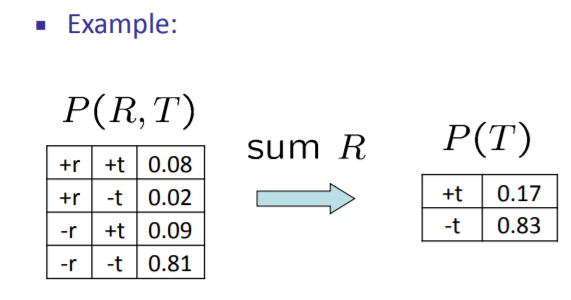 ▪ Example:
P(R, T)
+r +t 0.08
+r -t 0.02
-r +t 0.09
-r -t 0.81
sum R
P(T)
+t 0.17
-t 0.83